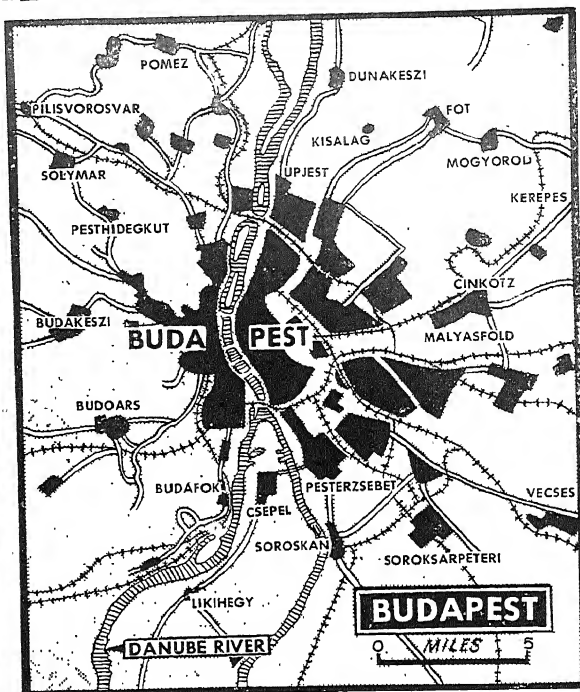 POMEZ
DUNAKESZI
PILISVOROSVAR
FOT
KISALAG
MOGYOROD
SOLYMAR
UPJEST
KEREPES
PESTHIDEGKUT
CINKOTZ
BUDAKESZI
BUDA PEST
MALYASFOLD
BUDOARS
BUDAFOK
PESTERZSEBET
VECSES
CSEPEL
SOROSKAN
SOROKSARPETERI
LIKIHEGY
BUDAPEST
DANUBE RIVER
0 MILES 5